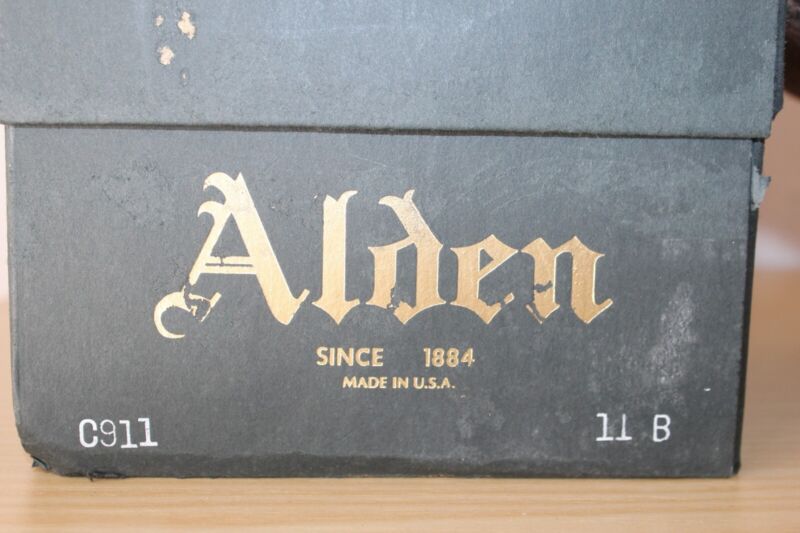 Alden
SINCE 1884
MADE IN U.S.A.
C911 11 B